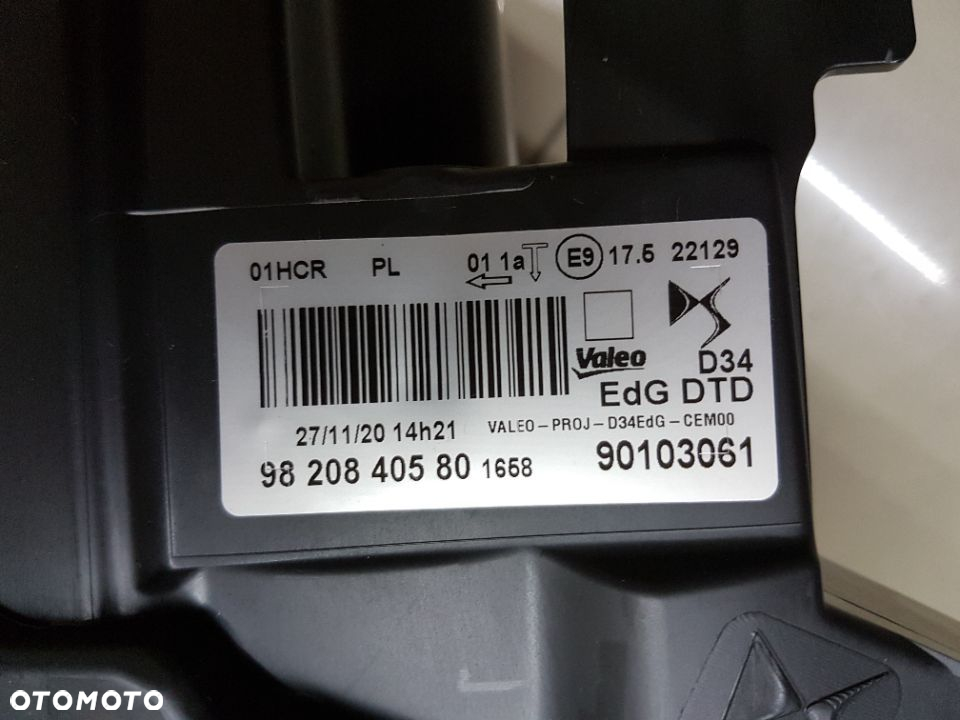 01HCR PL 01 1a E9 17.5 22129
Valeo D34
EdG DTD
27/11/20 14h21 VALEO-PROJ-D34EdG-CEM00
98 208 405 80 1658 90103061
OTOMOTO